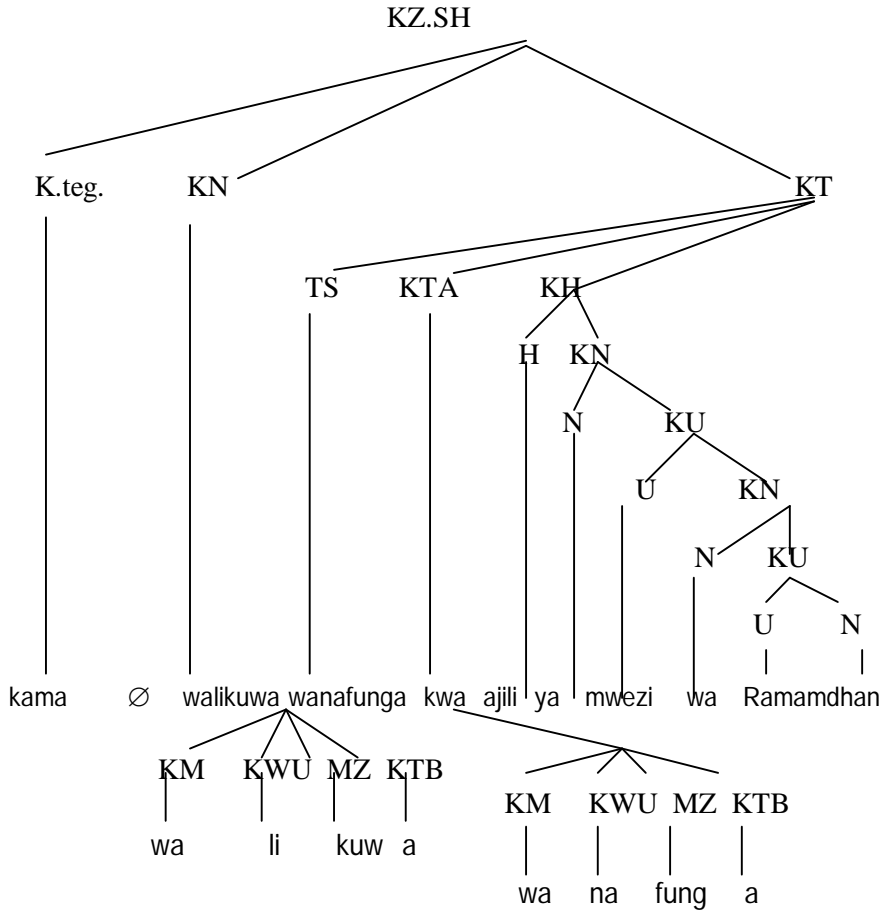 KZ.SH
K.teg. KN KT
TS KTA KH
H KN
N KU
U KN
N KU
U N
kama ∅ walikuwa wanafunga kwa ajili ya mwezi wa Ramamdhan
KM KWU MZ KTB
KM KWU MZ KTB
wa li kuw a
wa na fung a